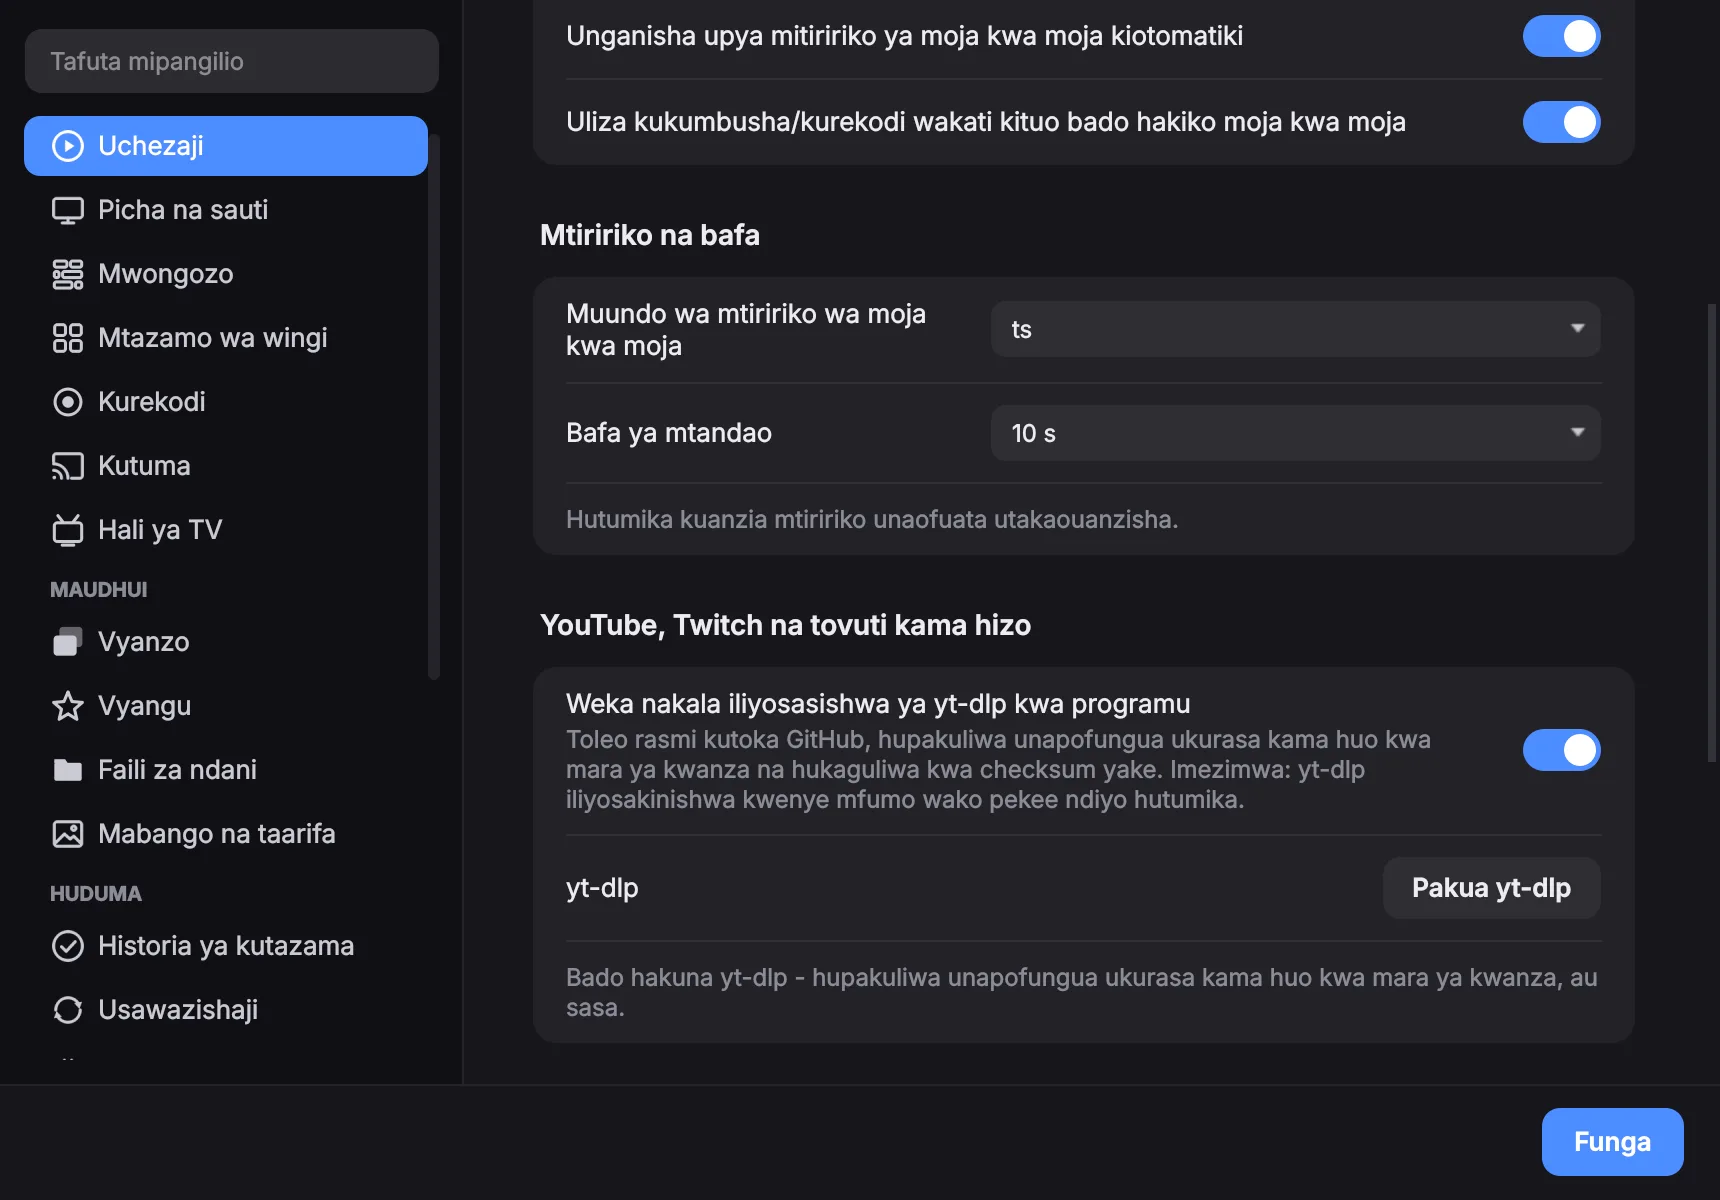 Tafuta mipangilio
Uchezaji
Picha na sauti
Mwongozo
Mtazamo wa wingi
Kurekodi
Kutuma
Hali ya TV
MAUDHUI
Vyanzo
Vyangu
Faili za ndani
Mabango na taarifa
HUDUMA
Historia ya kutazama
Usawazishaji
Unganisha upya mitiririko ya moja kwa moja kiotomatiki
Uliza kukumbusha/kurekodi wakati kituo bado hakiko moja kwa moja
Mtiririko na bafa
Muundo wa mtiririko wa moja
kwa moja
ts
Bafa ya mtandao
10 s
Hutumika kuanzia mtiririko unaofuata utakaouanzisha.
YouTube, Twitch na tovuti kama hizo
Weka nakala iliyosasishwa ya yt-dlp kwa programu
Toleo rasmi kutoka GitHub, hupakuliwa unapofungua ukurasa kama huo kwa
mara ya kwanza na hukaguliwa kwa checksum yake. Imezimwa: yt-dlp
iliyosakinishwa kwenye mfumo wako pekee ndiyo hutumika.
yt-dlp
Pakua yt-dlp
Bado hakuna yt-dlp - hupakuliwa unapofungua ukurasa kama huo kwa mara ya kwanza, au
sasa.
Funga